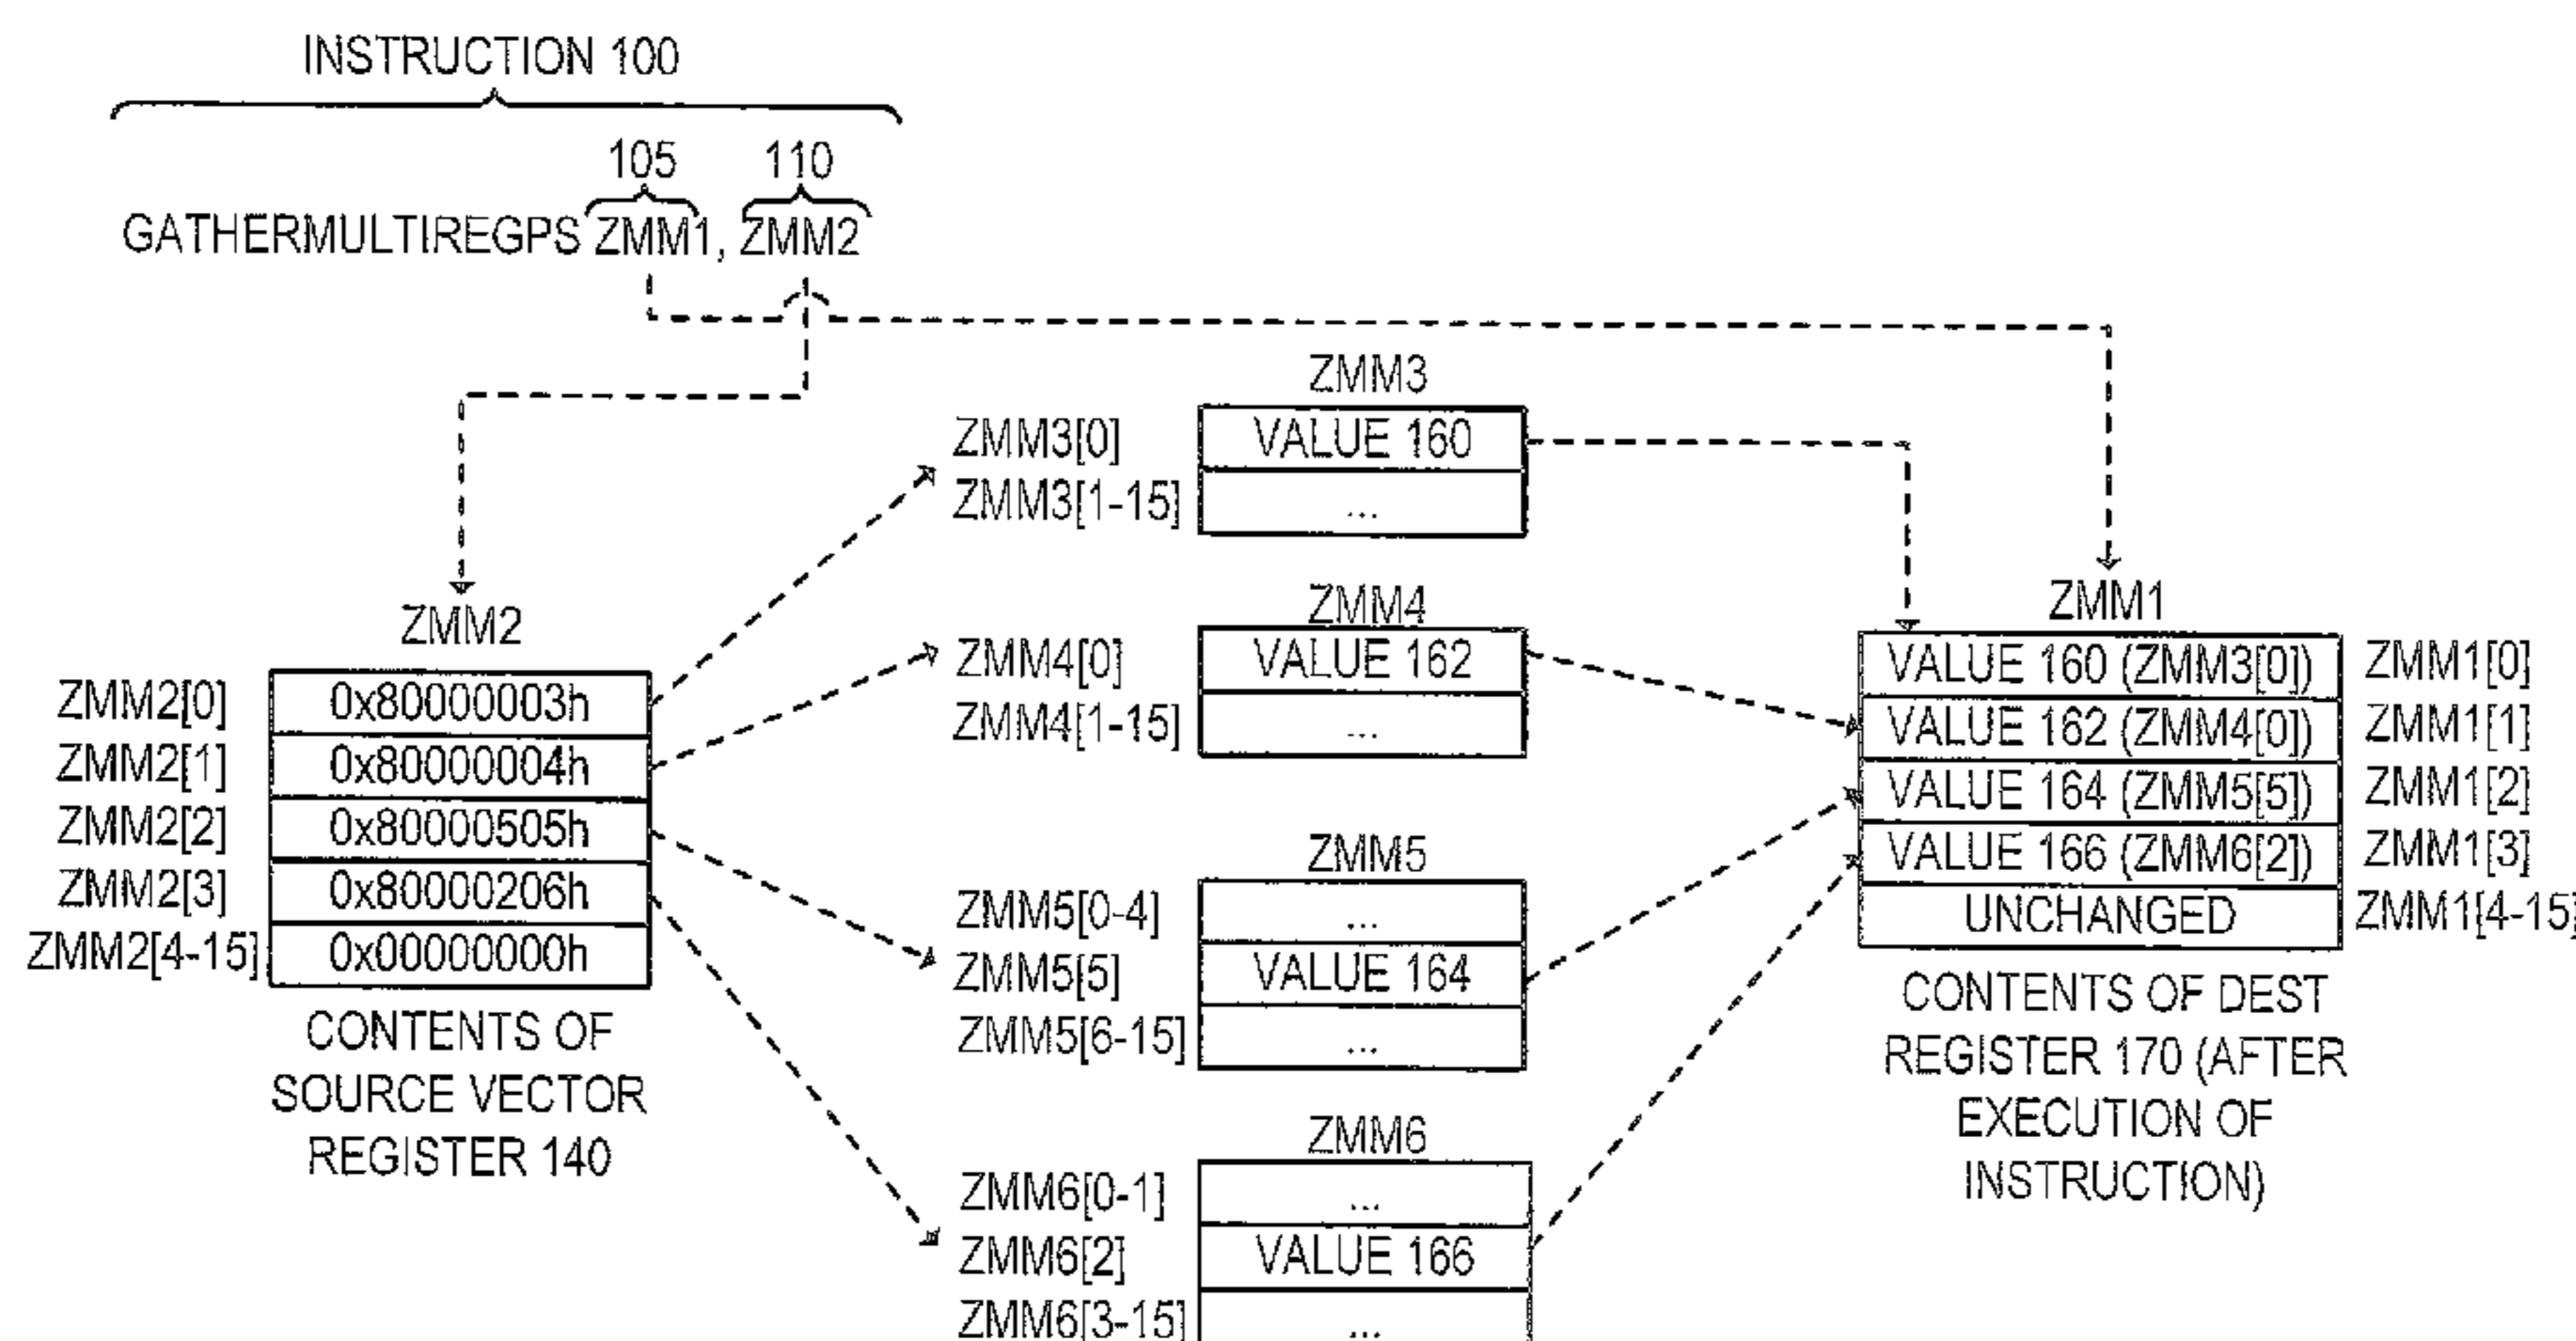 INSTRUCTION 100
105 110
GATHERMULTIREGPS ZMM1, ZMM2
ZMM3
ZMM3[0] VALUE 160
ZMM3[1-15] ...
ZMM4
ZMM4[0] VALUE 162
ZMM4[1-15] ...
ZMM5
ZMM5[0-4] ...
ZMM5[5] VALUE 164
ZMM5[6-15] ...
ZMM6
ZMM6[0-1] ...
ZMM6[2] VALUE 166
ZMM6[3-15] ...
ZMM2
ZMM2[0] 0x80000003h
ZMM2[1] 0x80000004h
ZMM2[2] 0x80000505h
ZMM2[3] 0x80000206h
ZMM2[4-15] 0x00000000h
CONTENTS OF
SOURCE VECTOR
REGISTER 140
ZMM1
VALUE 160 (ZMM3[0]) ZMM1[0]
VALUE 162 (ZMM4[0]) ZMM1[1]
VALUE 164 (ZMM5[5]) ZMM1[2]
VALUE 166 (ZMM6[2]) ZMM1[3]
UNCHANGED ZMM1[4-15]
CONTENTS OF DEST
REGISTER 170 (AFTER
EXECUTION OF
INSTRUCTION)